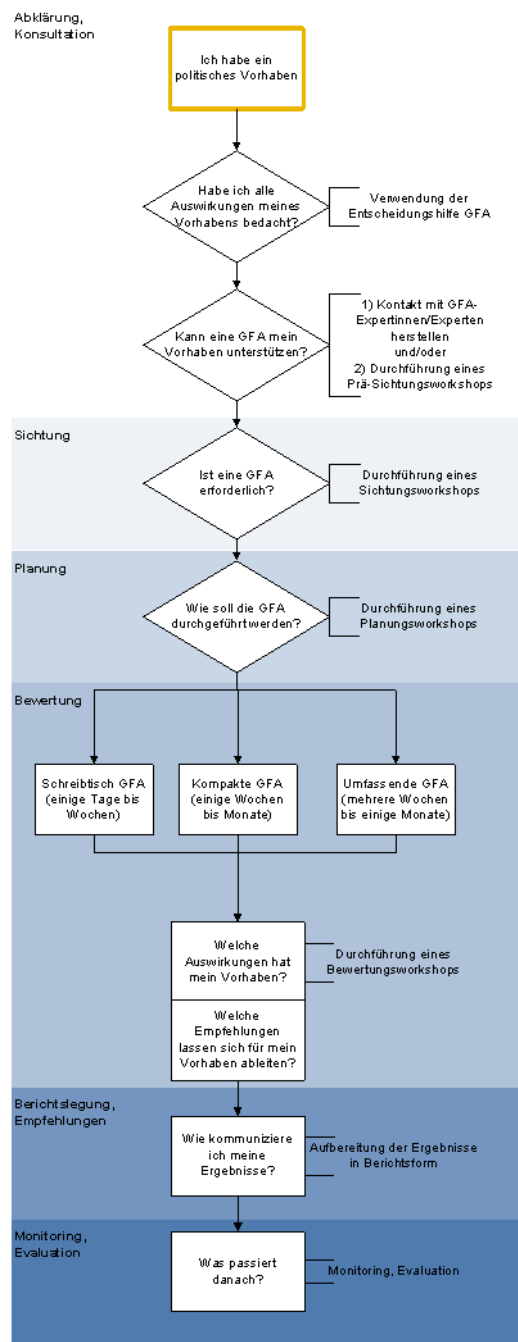 Abklärung,
Konsultation
Ich habe ein
politisches Vorhaben
Habe ich alle
Auswirkungen meines
Vorhabens bedacht?
Verwendung der
Entscheidungshilfe GFA
Kann eine GFA mein
Vorhaben unterstützen?
1) Kontakt mit GFA-
Expertinnen/Experten
herstellen
und/oder
2) Durchführung eines
Prä-Sichtungsworkshops
Sichtung
Ist eine GFA
erforderlich?
Durchführung eines
Sichtungsworkshops
Planung
Wie soll die GFA
durchgeführt werden?
Durchführung eines
Planungsworkshops
Bewertung
Schreibtisch GFA
(einige Tage bis
Wochen)
Kompakte GFA
(einige Wochen
bis Monate)
Umfassende GFA
(mehrere Wochen
bis einige Monate)
Welche
Auswirkungen hat
mein Vorhaben?
Durchführung eines
Bewertungsworkshops
Welche
Empfehlungen
lassen sich für mein
Vorhaben ableiten?
Berichtslegung,
Empfehlungen
Wie kommuniziere
ich meine
Ergebnisse?
Aufbereitung der Ergebnisse
in Berichtsform
Monitoring,
Evaluation
Was passiert
danach?
Monitoring, Evaluation